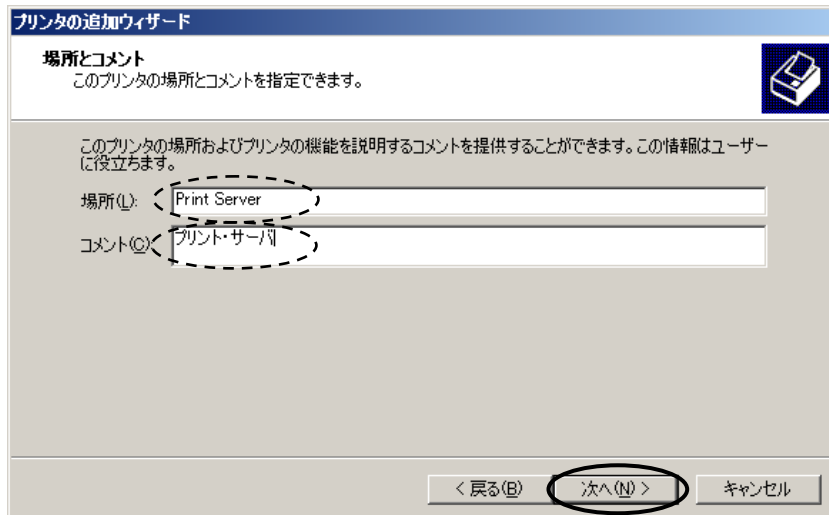 プリンタの追加ウィザード
場所とコメント
このプリンタの場所とコメントを指定できます。
このプリンタの場所およびプリンタの機能を説明するコメントを提供することができます。この情報はユーザー
に役立ちます。
場所(L): Print Server
コメント(C): プリント・サーバ
< 戻る(B) 次へ(N) > キャンセル